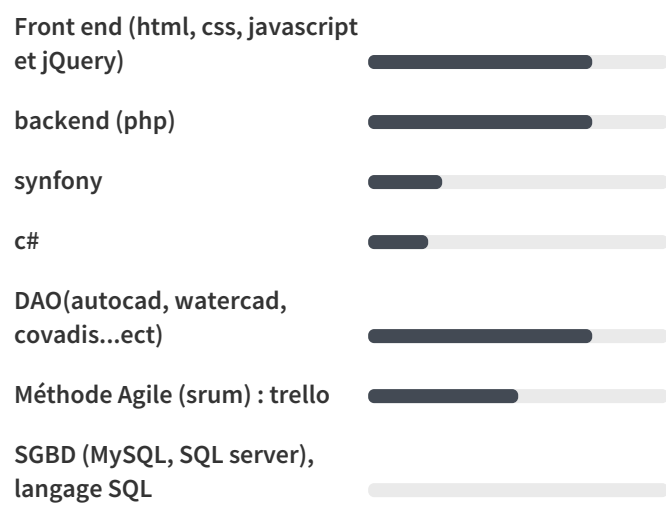 Front end (html, css, javascript
et jQuery)
backend (php)
synfony
c#
DAO(autocad, watercad,
covadis...ect)
Méthode Agile (srum) : trello
SGBD (MySQL, SQL server),
langage SQL